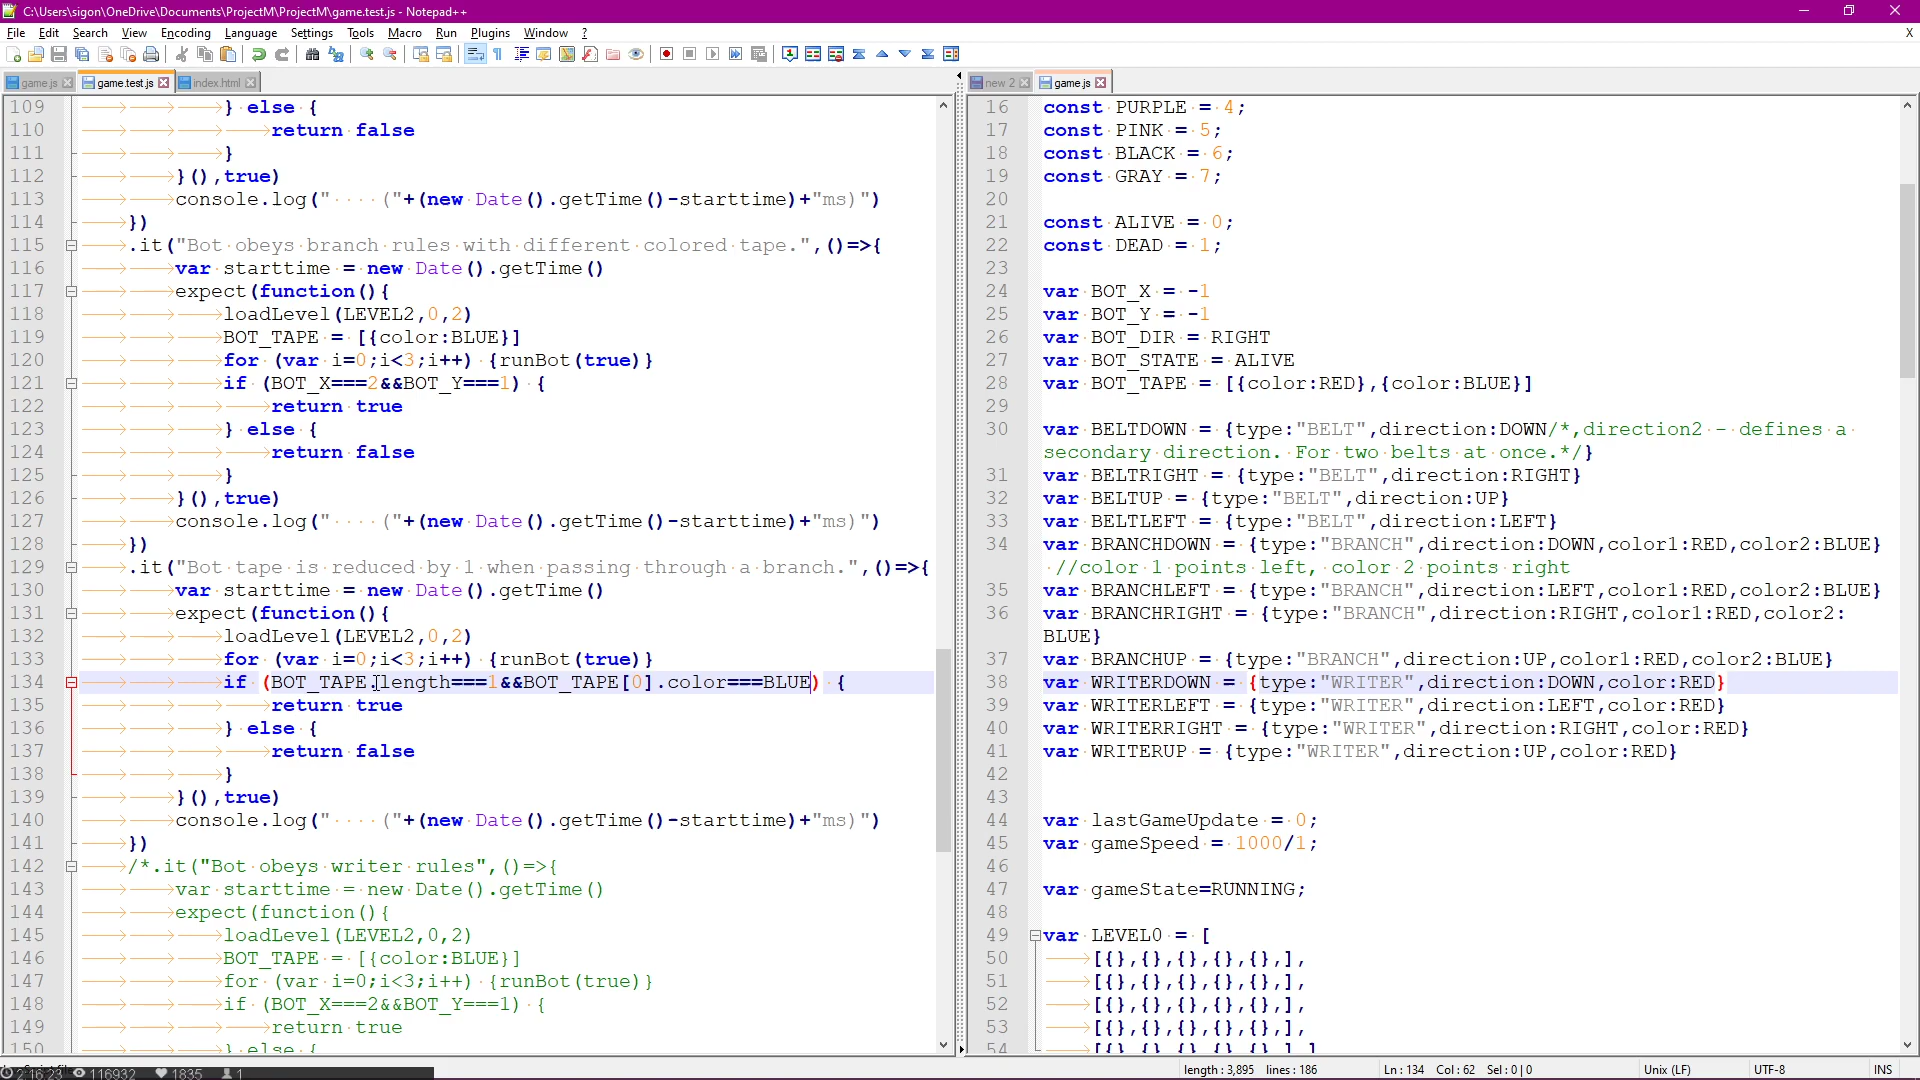 C:\Users\sigon\OneDrive\Documents\ProjectM\ProjectM\game.test.js - Notepad++
File Edit Search View Encoding Language Settings Tools Macro Run Plugins Window ? X
game.js game.test.js index.html
109 } else {
110 return false
111 }
112 }(),true)
113 console.log("    ("+(new Date().getTime()-starttime)+"ms)")
114 })
115 .it("Bot obeys branch rules with different colored tape.",()=>{
116 var starttime = new Date().getTime()
117 expect(function(){
118 loadLevel(LEVEL2,0,2)
119 BOT_TAPE = [{color:BLUE}]
120 for (var i=0;i<3;i++) {runBot(true)}
121 if (BOT_X===2&&BOT_Y===1) {
122 return true
123 } else {
124 return false
125 }
126 }(),true)
127 console.log("    ("+(new Date().getTime()-starttime)+"ms)")
128 })
129 .it("Bot tape is reduced by 1 when passing through a branch.",()=>{
130 var starttime = new Date().getTime()
131 expect(function(){
132 loadLevel(LEVEL2,0,2)
133 for (var i=0;i<3;i++) {runBot(true)}
134 if (BOT_TAPE.length===1&&BOT_TAPE[0].color===BLUE) {
135 return true
136 } else {
137 return false
138 }
139 }(),true)
140 console.log("    ("+(new Date().getTime()-starttime)+"ms)")
141 })
142 /*.it("Bot obeys writer rules",()=>{
143 var starttime = new Date().getTime()
144 expect(function(){
145 loadLevel(LEVEL2,0,2)
146 BOT_TAPE = [{color:BLUE}]
147 for (var i=0;i<3;i++) {runBot(true)}
148 if (BOT_X===2&&BOT_Y===1) {
149 return true
150 } else {
new 2 game.js
16 const PURPLE = 4;
17 const PINK = 5;
18 const BLACK = 6;
19 const GRAY = 7;
20
21 const ALIVE = 0;
22 const DEAD = 1;
23
24 var BOT_X = -1
25 var BOT_Y = -1
26 var BOT_DIR = RIGHT
27 var BOT_STATE = ALIVE
28 var BOT_TAPE = [{color:RED},{color:BLUE}]
29
30 var BELTDOWN = {type:"BELT",direction:DOWN/*,direction2 - defines a
secondary direction. For two belts at once.*/}
31 var BELTRIGHT = {type:"BELT",direction:RIGHT}
32 var BELTUP = {type:"BELT",direction:UP}
33 var BELTLEFT = {type:"BELT",direction:LEFT}
34 var BRANCHDOWN = {type:"BRANCH",direction:DOWN,color1:RED,color2:BLUE}
//color 1 points left, color 2 points right
35 var BRANCHLEFT = {type:"BRANCH",direction:LEFT,color1:RED,color2:BLUE}
36 var BRANCHRIGHT = {type:"BRANCH",direction:RIGHT,color1:RED,color2:
BLUE}
37 var BRANCHUP = {type:"BRANCH",direction:UP,color1:RED,color2:BLUE}
38 var WRITERDOWN = {type:"WRITER",direction:DOWN,color:RED}
39 var WRITERLEFT = {type:"WRITER",direction:LEFT,color:RED}
40 var WRITERRIGHT = {type:"WRITER",direction:RIGHT,color:RED}
41 var WRITERUP = {type:"WRITER",direction:UP,color:RED}
42
43
44 var lastGameUpdate = 0;
45 var gameSpeed = 1000/1;
46
47 var gameState=RUNNING;
48
49 var LEVEL0 = [
50 [{},{},{},{},{},],
51 [{},{},{},{},{},],
52 [{},{},{},{},{},],
53 [{},{},{},{},{},],
54 [{},{},{},{},{},],]
2:16:23 116932 1835 1
length : 3,895 lines : 186 Ln : 134 Col : 62 Sel : 0 | 0 Unix (LF) UTF-8 INS